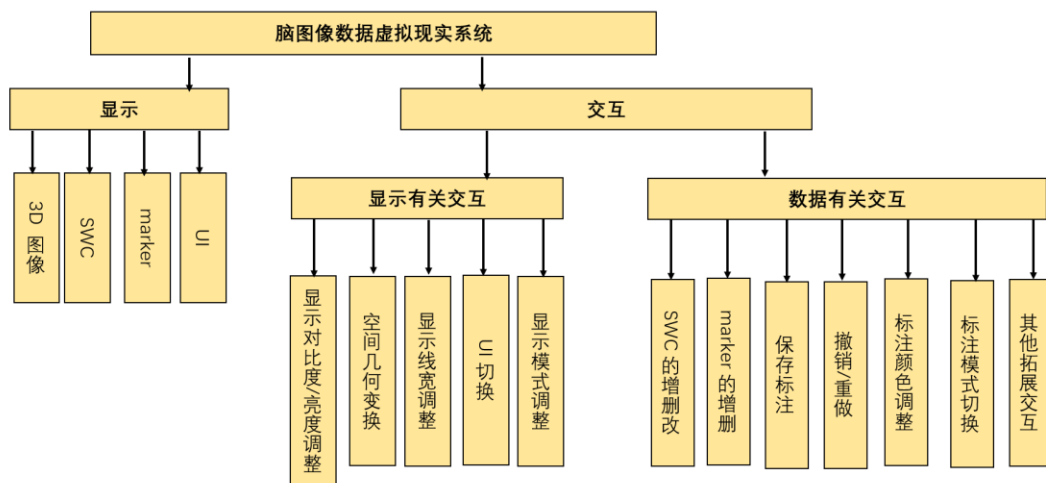 脑图像数据虚拟现实系统
显示
交互
3D 图像
SWC
marker
UI
显示有关交互
数据有关交互
显示对比度/亮度调整
空间几何变换
显示线宽调整
UI 切换
显示模式调整
SWC 的增删改
marker 的增删
保存标注
撤销/重做
标注颜色调整
标注模式切换
其他拓展交互